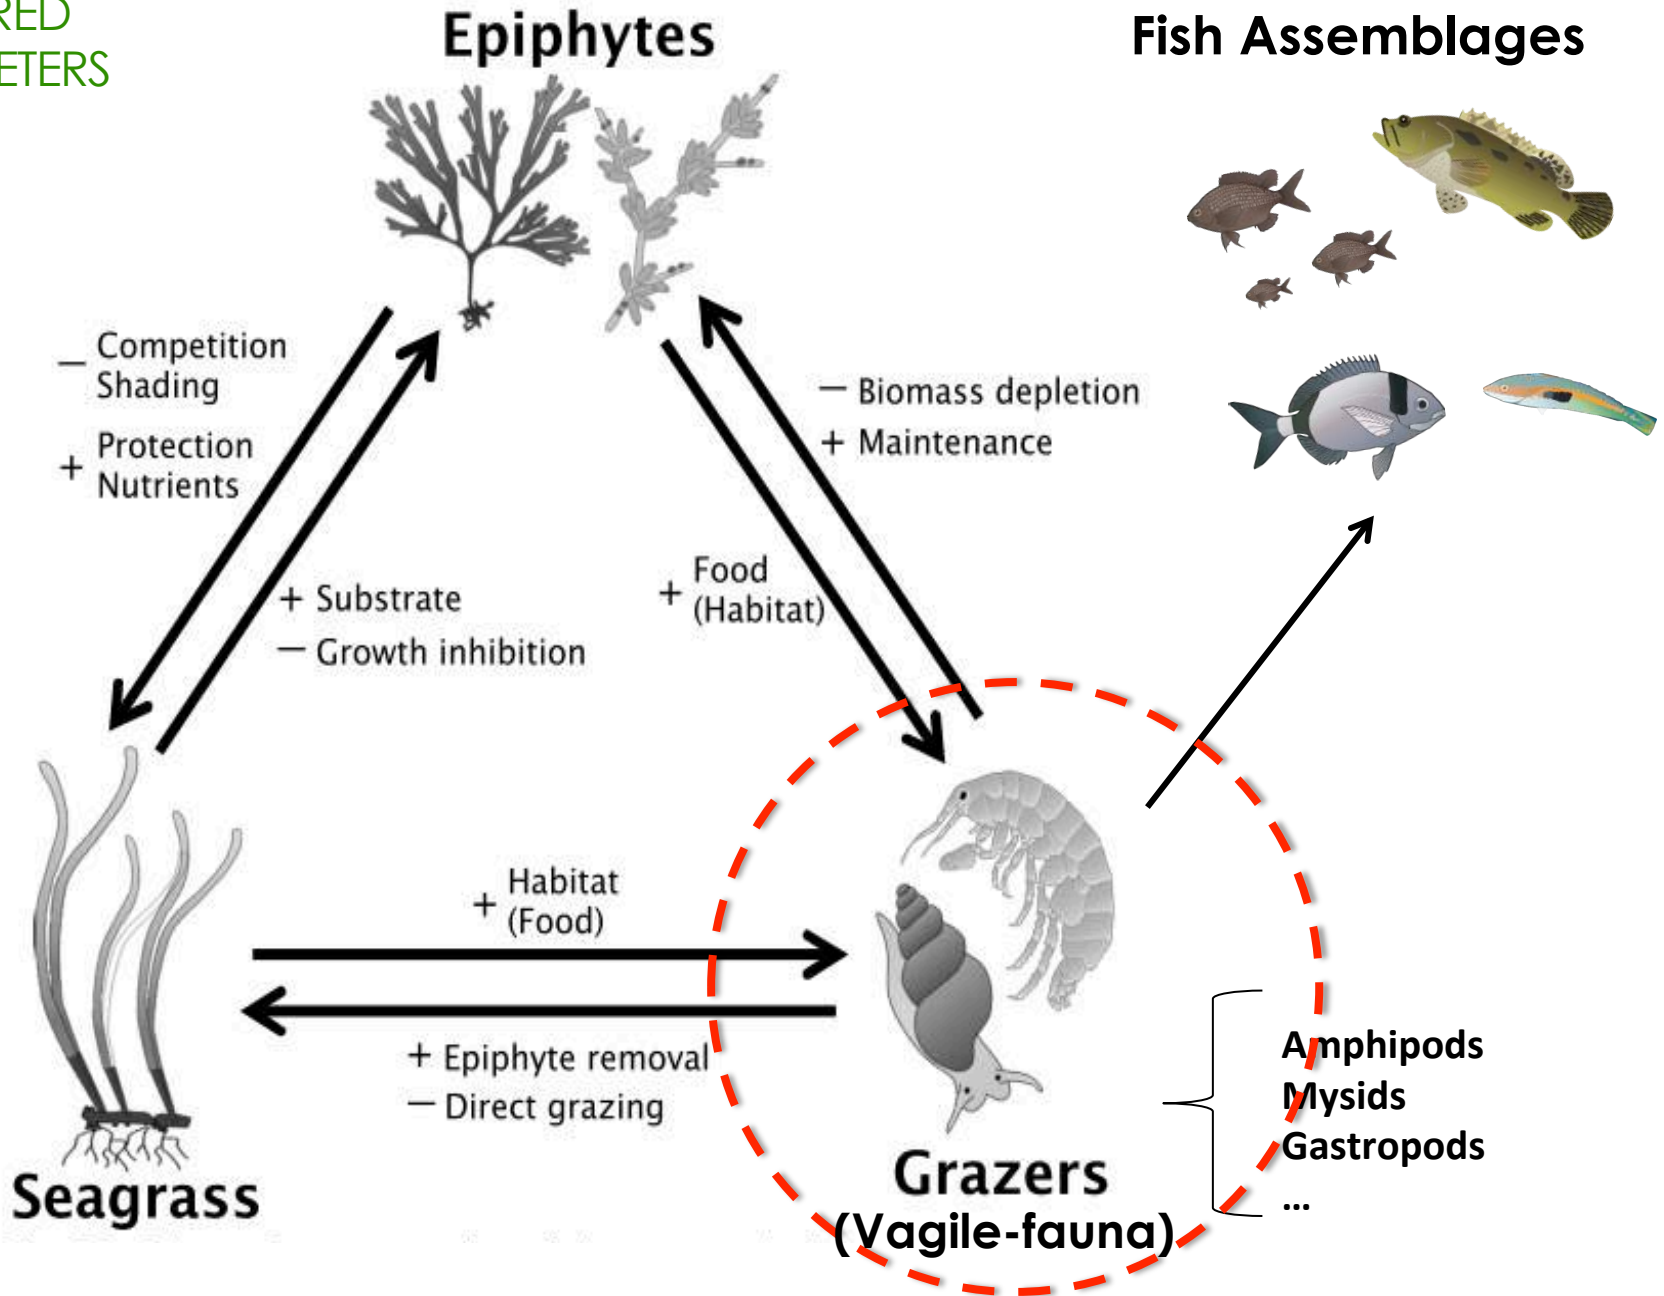 RED
ETERS
Epiphytes
Fish Assemblages
− Competition
Shading
+ Protection
Nutrients
− Biomass depletion
+ Maintenance
+ Food
(Habitat)
+ Substrate
− Growth inhibition
+ Habitat
(Food)
+ Epiphyte removal
− Direct grazing
Seagrass
Grazers
(Vagile-fauna)
Amphipods
Mysids
Gastropods
...